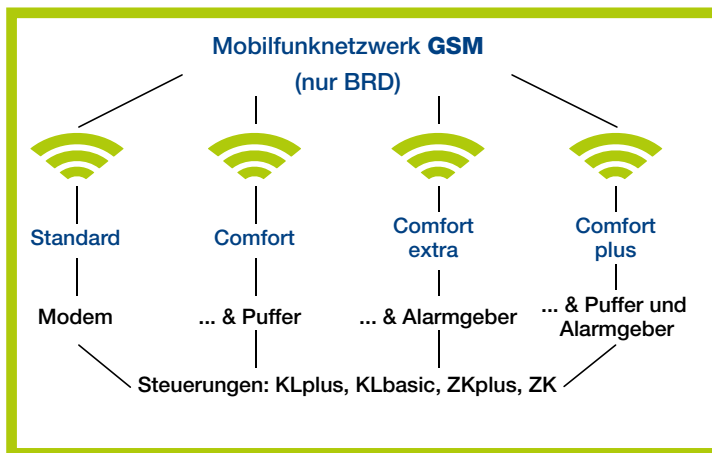 Mobilfunknetzwerk GSM
(nur BRD)
Standard
Comfort
Comfort
extra
Comfort
plus
Modem
... & Puffer
... & Alarmgeber
... & Puffer und
Alarmgeber
Steuerungen: KLplus, KLbasic, ZKplus, ZK